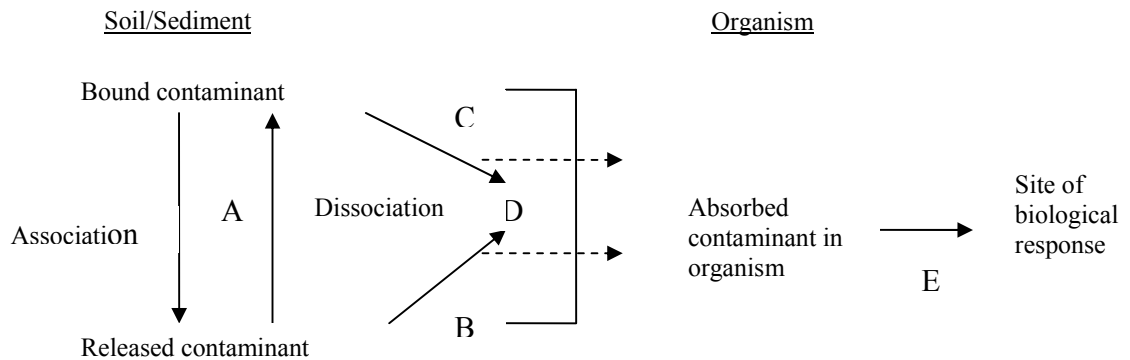 Soil/Sediment
Organism
Bound contaminant
C
Association
A
Dissociation
D
Absorbed
contaminant in
organism
Site of
biological
response
E
B
Released contaminant